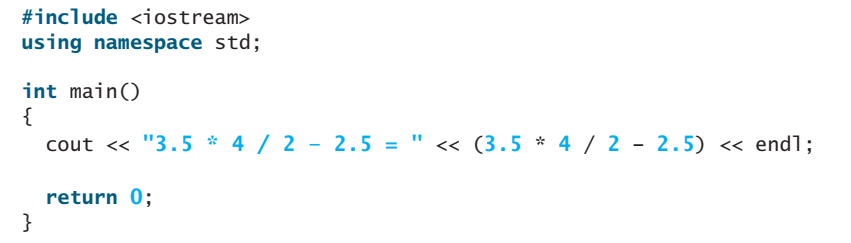 #include <iostream>
using namespace std;
int main()
{
cout << "3.5 * 4 / 2 – 2.5 = " << (3.5 * 4 / 2 – 2.5) << endl;
return 0;
}